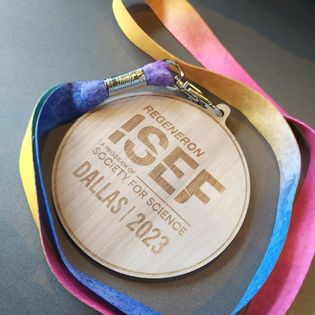 REGENERON
ISEF
A PROGRAM OF
SOCIETY FOR SCIENCE
DALLAS | 2023